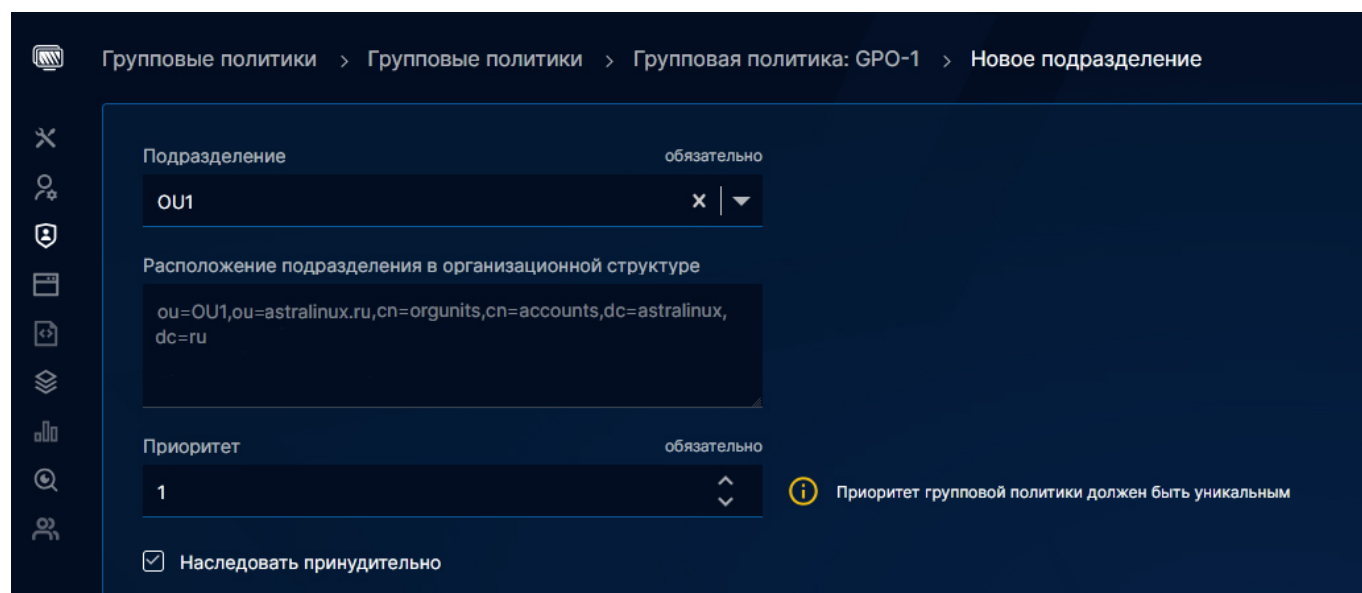 Групповые политики > Групповые политики > Групповая политика: GPO-1 > Новое подразделение
Подразделение обязательно
OU1
Расположение подразделения в организационной структуре
ou=OU1,ou=astralinux.ru,cn=orgunits,cn=accounts,dc=astralinux,
dc=ru
Приоритет обязательно
1 Приоритет групповой политики должен быть уникальным
Наследовать принудительно